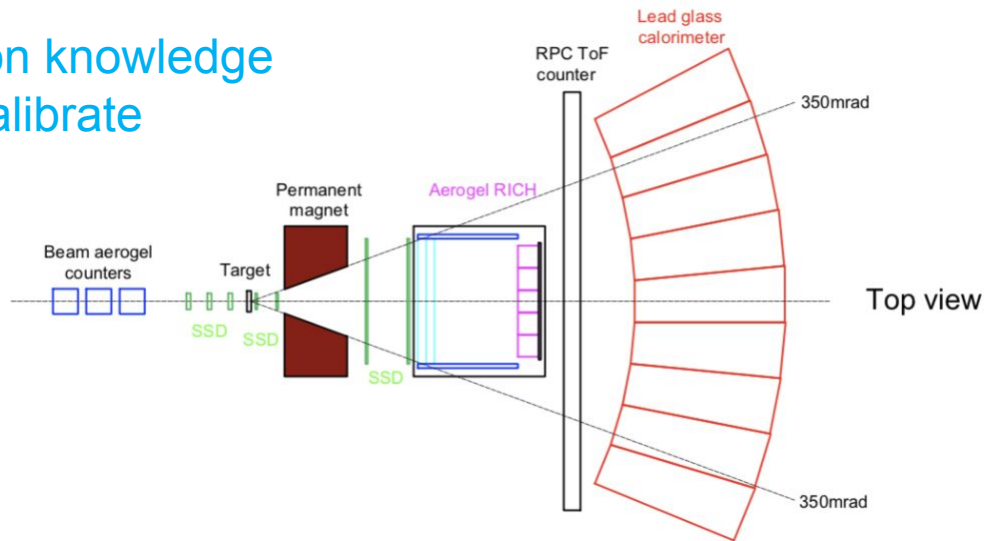 on knowledge
alibrate
Lead glass
calorimeter
RPC ToF
counter
350mrad
Permanent
magnet
Aerogel RICH
Beam aerogel
counters
Target
SSD
SSD
SSD
Top view
350mrad